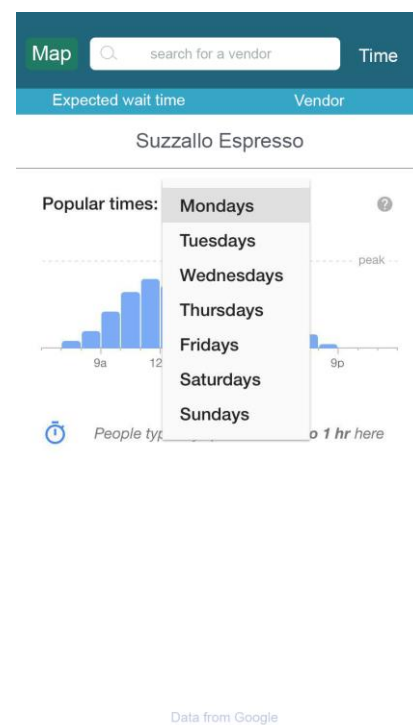 Map
search for a vendor
Time
Expected wait time
Vendor
Suzzallo Espresso
Popular times:
Mondays
Tuesdays
Wednesdays
Thursdays
Fridays
Saturdays
Sundays
peak
9a
12
9p
People typ
o 1 hr here
Data from Google